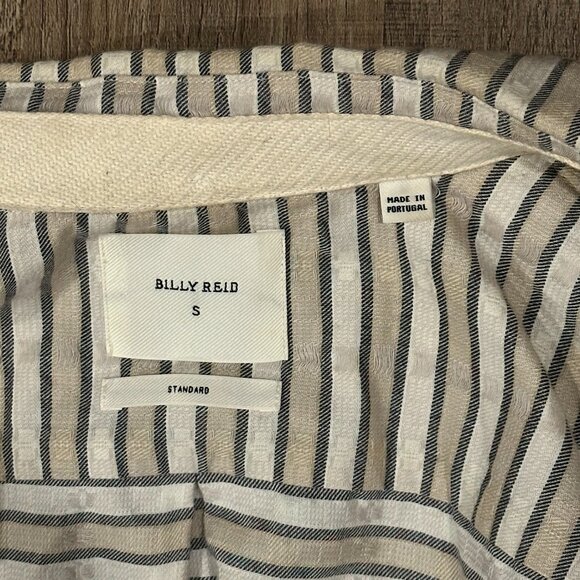 MADE IN
PORTUGAL
BILLY REID
S
STANDARD